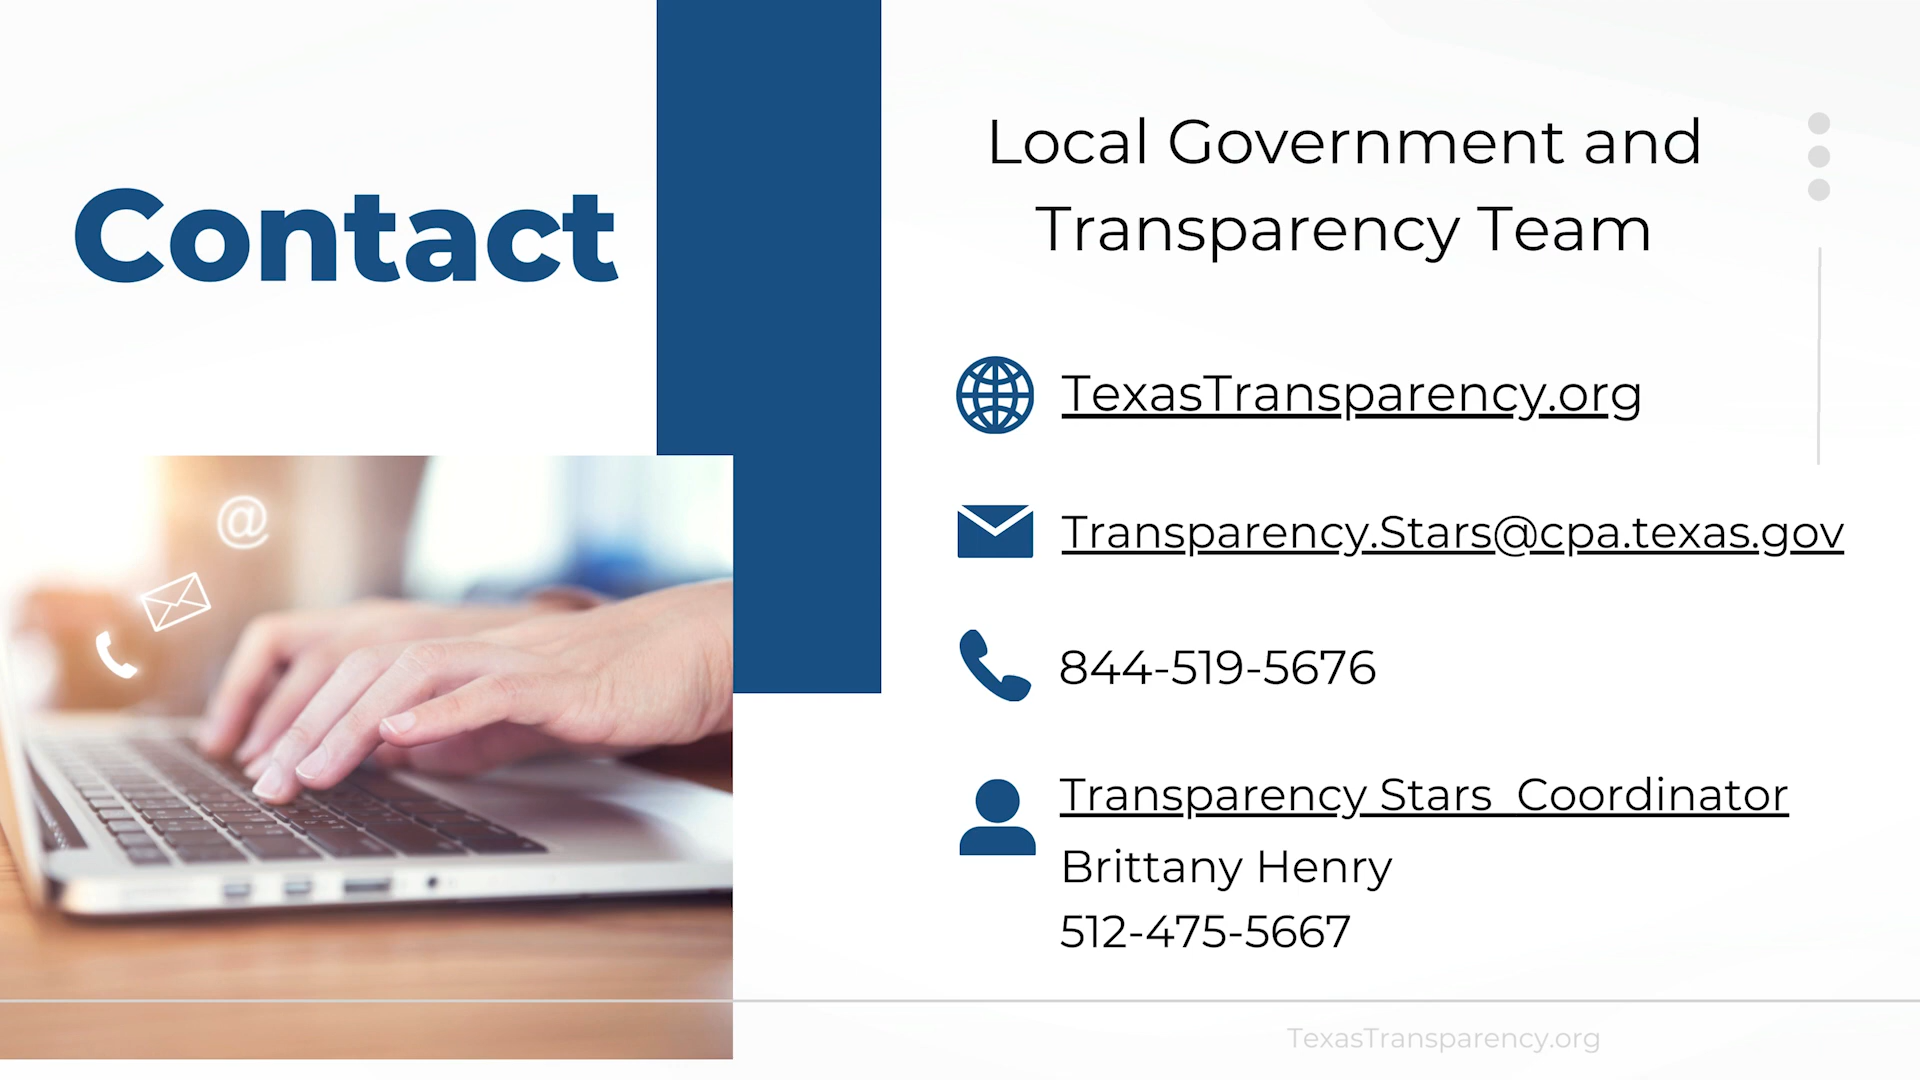 Contact
Local Government and
Transparency Team
TexasTransparency.org
Transparency.Stars@cpa.texas.gov
844-519-5676
Transparency Stars  Coordinator
Brittany Henry
512-475-5667
@
TexasTransparency.org